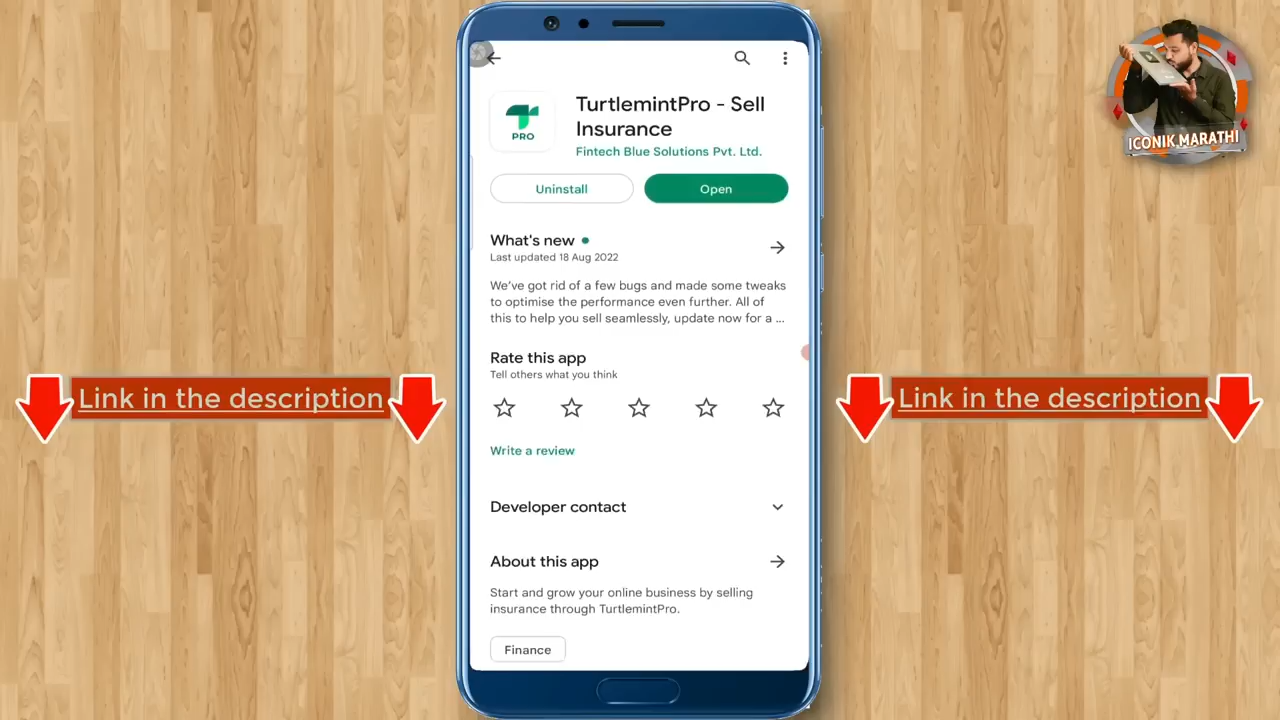 TurtlemintPro - Sell
Insurance
Fintech Blue Solutions Pvt. Ltd.
PRO
Uninstall
Open
What's new
Last updated 18 Aug 2022
We've got rid of a few bugs and made some tweaks
to optimise the performance even further. All of
this to help you sell seamlessly, update now for a ...
Rate this app
Tell others what you think
Write a review
Developer contact
About this app
Start and grow your online business by selling
insurance through TurtlemintPro.
Finance
Link in the description
Link in the description
ICONIK MARATHI